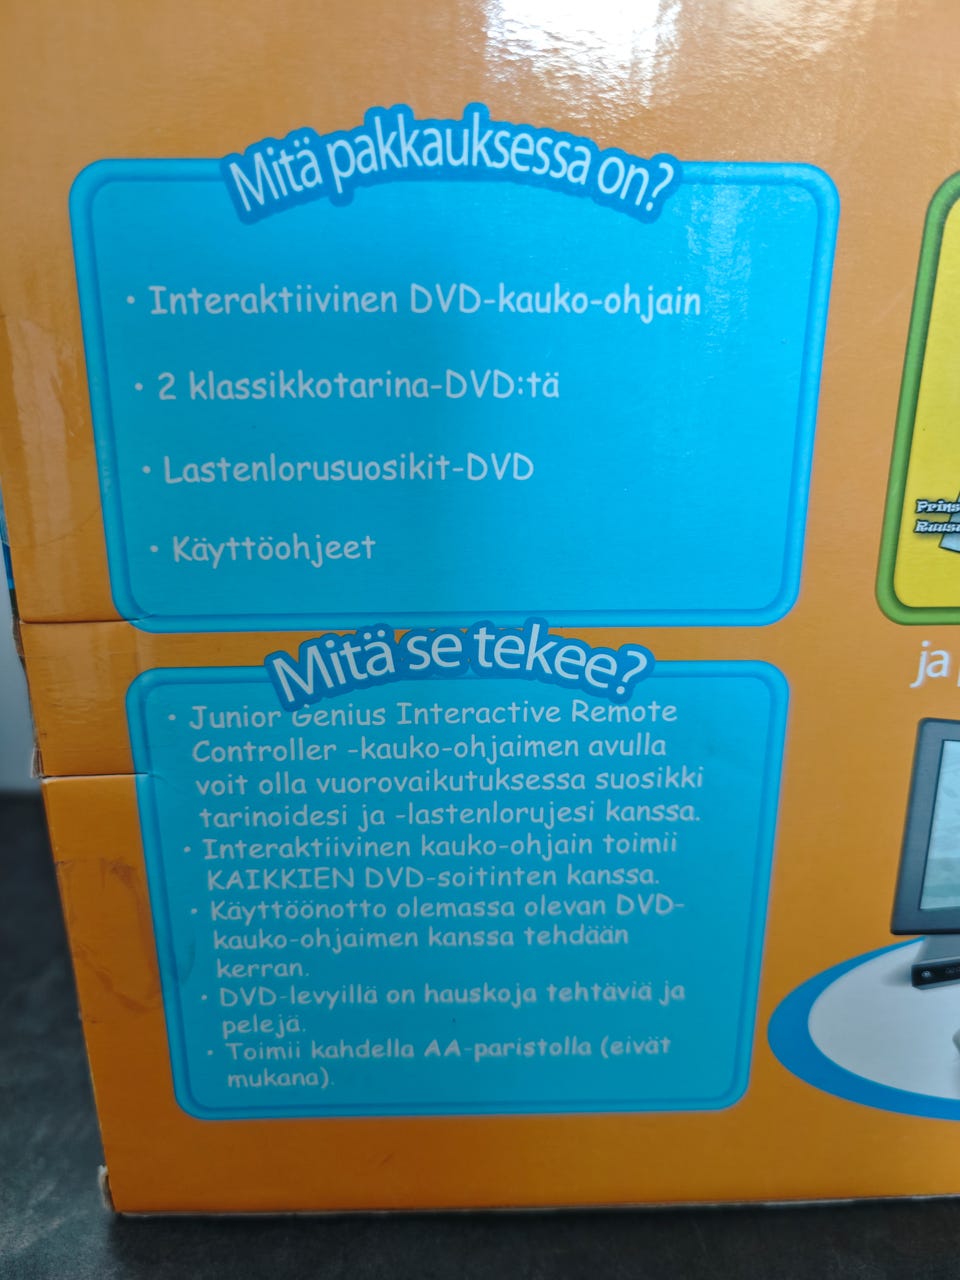 Mitä pakkauksessa on?
• Interaktiivinen DVD-kauko-ohjain
• 2 klassikkotarina-DVD:tä
• Lastenlorusuosikit-DVD
• Käyttöohjeet
Mitä se tekee?
• Junior Genius Interactive Remote
Controller -kauko-ohjaimen avulla
voit olla vuorovaikutuksessa suosikki
tarinoidesi ja -lastenlorujesi kanssa.
• Interaktiivinen kauko-ohjain toimii
KAIKKIEN DVD-soitinten kanssa.
• Käyttöönotto olemassa olevan DVD-
kauko-ohjaimen kanssa tehdään
kerran.
• DVD-levyillä on hauskoja tehtäviä ja
pelejä.
• Toimii kahdella AA-paristolla (eivät
mukana).
ja